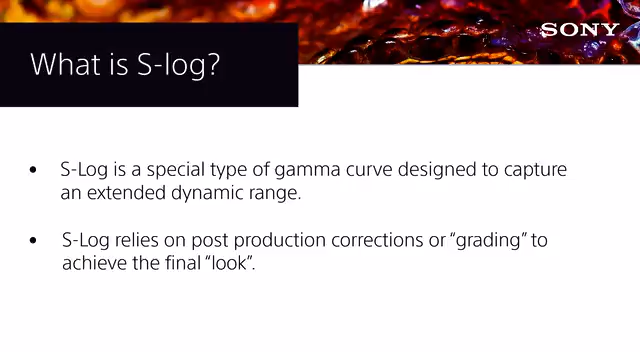 SONY
What is S-log?
• S-Log is a special type of gamma curve designed to capture
an extended dynamic range.
• S-Log relies on post production corrections or “grading” to
achieve the final “look”.